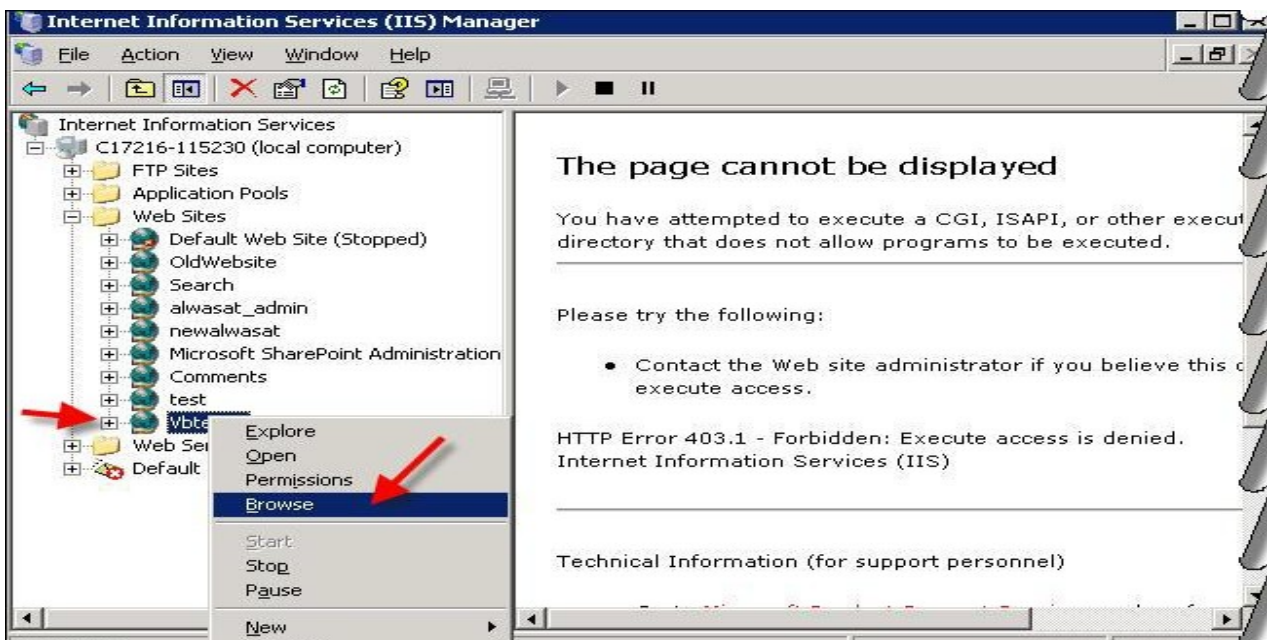 Internet Information Services (IIS) Manager
File Action View Window Help
Internet Information Services
C17216-115230 (local computer)
FTP Sites
Application Pools
Web Sites
Default Web Site (Stopped)
OldWebsite
Search
alwasat_admin
newalwasat
Microsoft SharePoint Administration
Comments
test
Web
Default
Explore
Open
Permissions
Browse
Start
Stop
Pause
New
The page cannot be displayed
You have attempted to execute a CGI, ISAPI, or other
directory that does not allow programs to be executed.
Please try the following:
• Contact the Web site administrator if you believe this
execute access.
HTTP Error 403.1 - Forbidden: Execute access is denied.
Internet Information Services (IIS)
Technical Information (for support personnel)